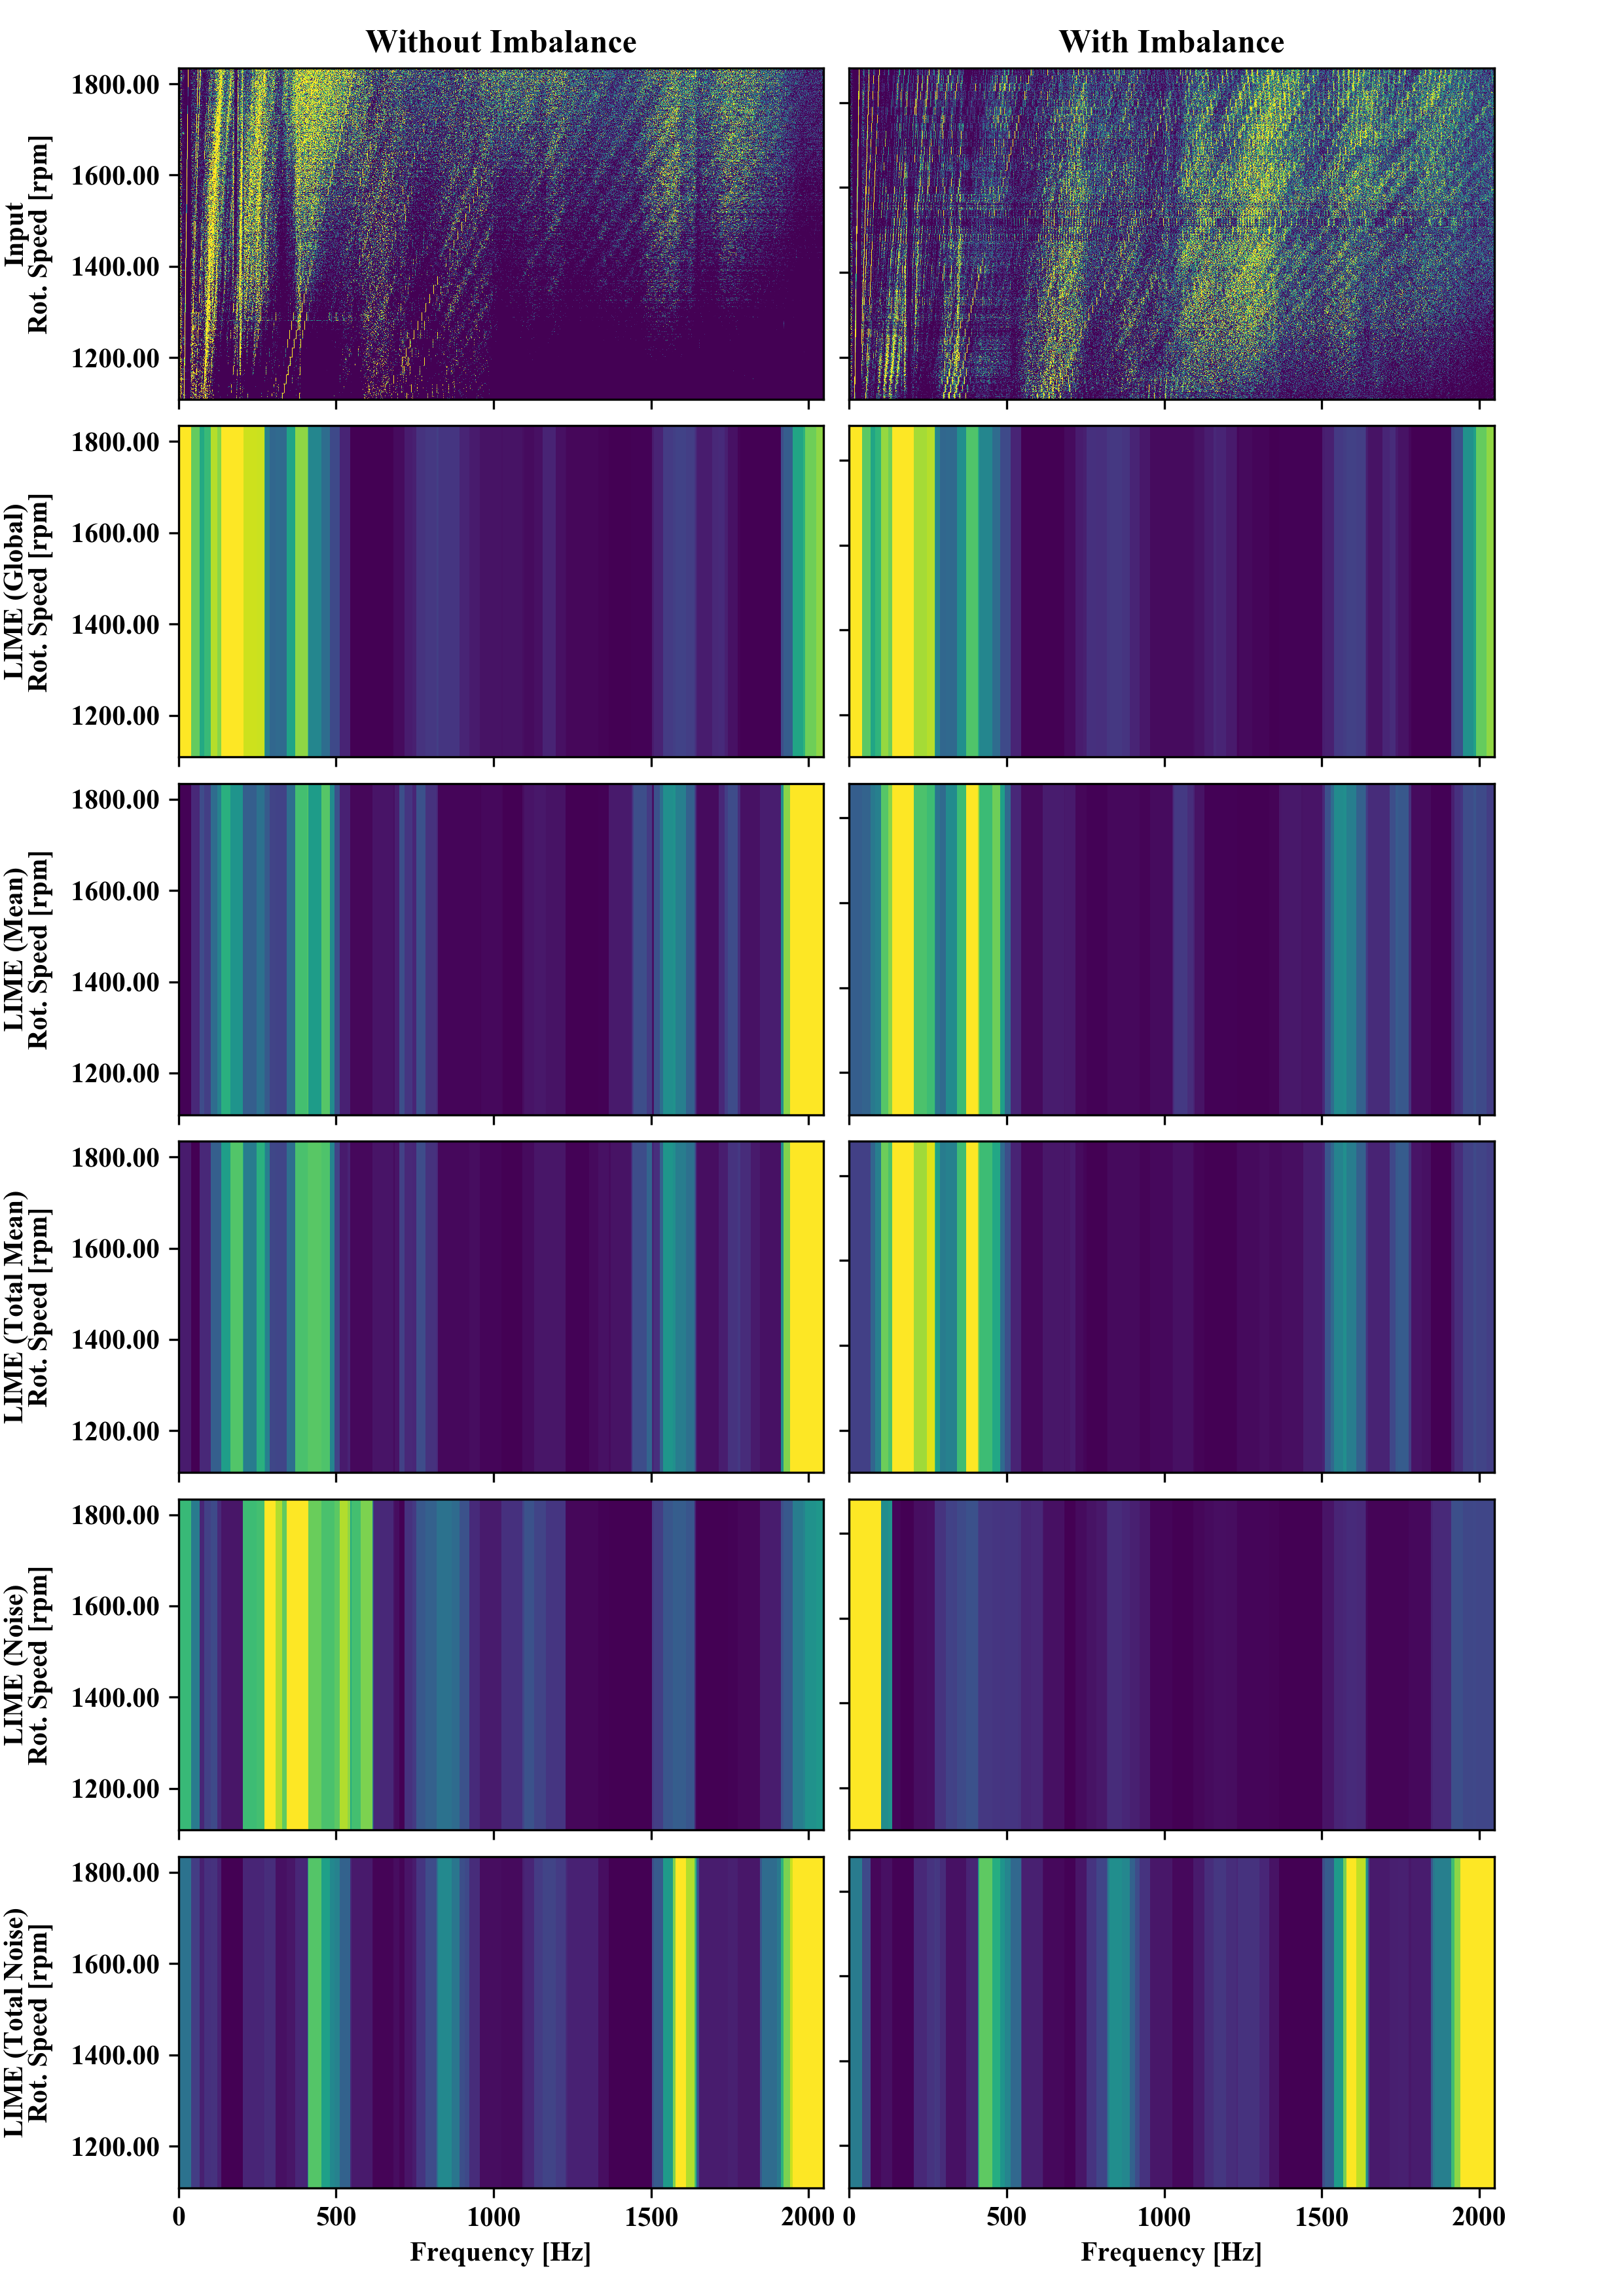 Without Imbalance
With Imbalance
Input
Rot. Speed [rpm]
1800.00
1600.00
1400.00
1200.00
LIME (Global)
Rot. Speed [rpm]
1800.00
1600.00
1400.00
1200.00
LIME (Mean)
Rot. Speed [rpm]
1800.00
1600.00
1400.00
1200.00
LIME (Total Mean)
Rot. Speed [rpm]
1800.00
1600.00
1400.00
1200.00
LIME (Noise)
Rot. Speed [rpm]
1800.00
1600.00
1400.00
1200.00
LIME (Total Noise)
Rot. Speed [rpm]
1800.00
1600.00
1400.00
1200.00
0 500 1000 1500 2000
0 500 1000 1500 2000
Frequency [Hz]
Frequency [Hz]